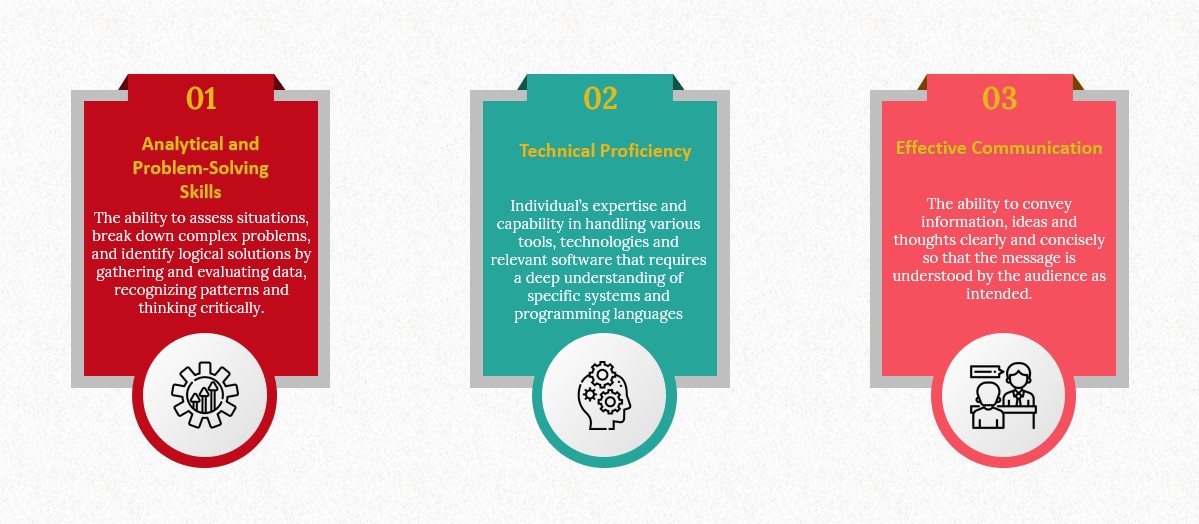 01
Analytical and
Problem-Solving
Skills
The ability to assess situations,
break down complex problems,
and identify logical solutions by
gathering and evaluating data,
recognizing patterns and
thinking critically.
02
Technical Proficiency
Individual's expertise and
capability in handling various
tools, technologies and
relevant software that requires
a deep understanding of
specific systems and
programming languages
03
Effective Communication
The ability to convey
information, ideas and
thoughts clearly and concisely
so that the message is
understood by the audience as
intended.